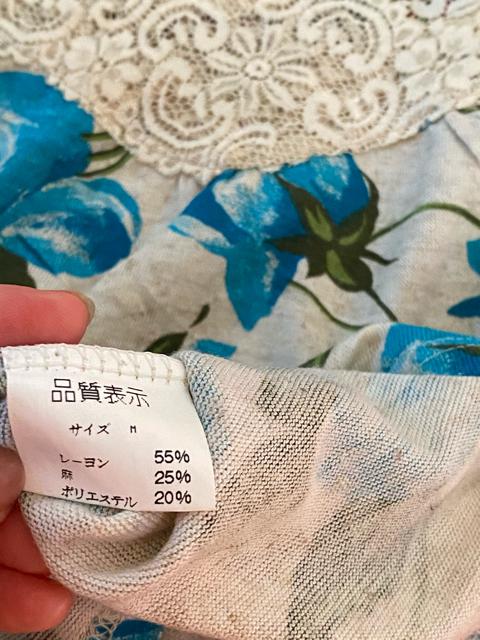 品質表示
サイズ M
レーヨン 55%
麻 25%
ポリエステル 20%